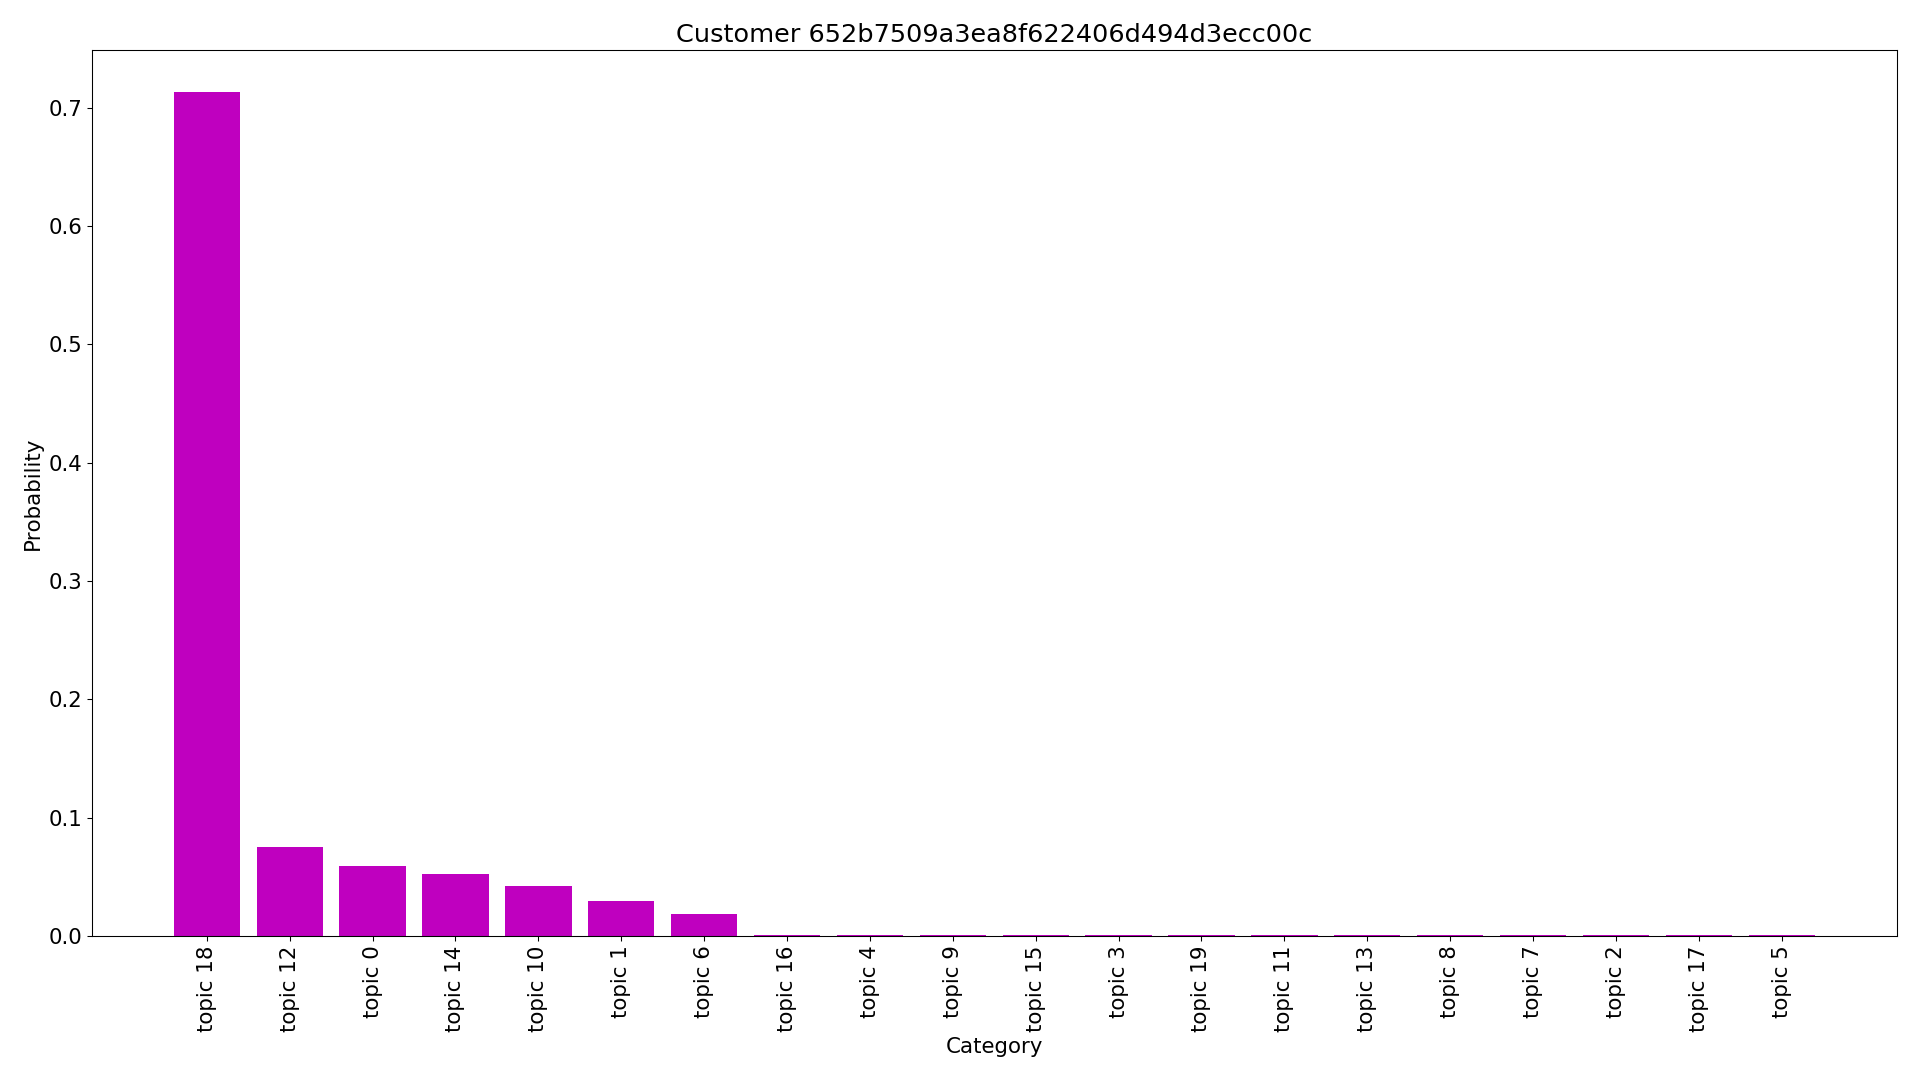 Customer 652b7509a3ea8f622406d494d3ecc00c
Probability
0.7
0.6
0.5
0.4
0.3
0.2
0.1
0.0
topic 18
topic 12
topic 0
topic 14
topic 10
topic 1
topic 6
topic 16
topic 4
topic 9
topic 15
topic 3
topic 19
topic 11
topic 13
topic 8
topic 7
topic 2
topic 17
topic 5
Category